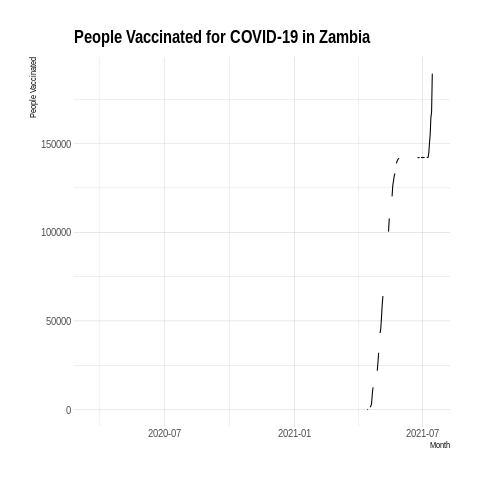 People Vaccinated for COVID-19 in Zambia
People Vaccinated
150000
100000
50000
0
2020-07
2021-01
2021-07
Month